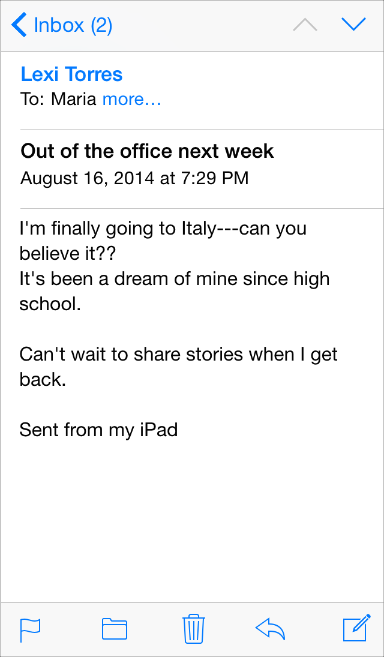 Inbox (2)
Lexi Torres
To: Maria more...
Out of the office next week
August 16, 2014 at 7:29 PM
I'm finally going to Italy---can you
believe it??
It's been a dream of mine since high
school.
Can't wait to share stories when I get
back.
Sent from my iPad